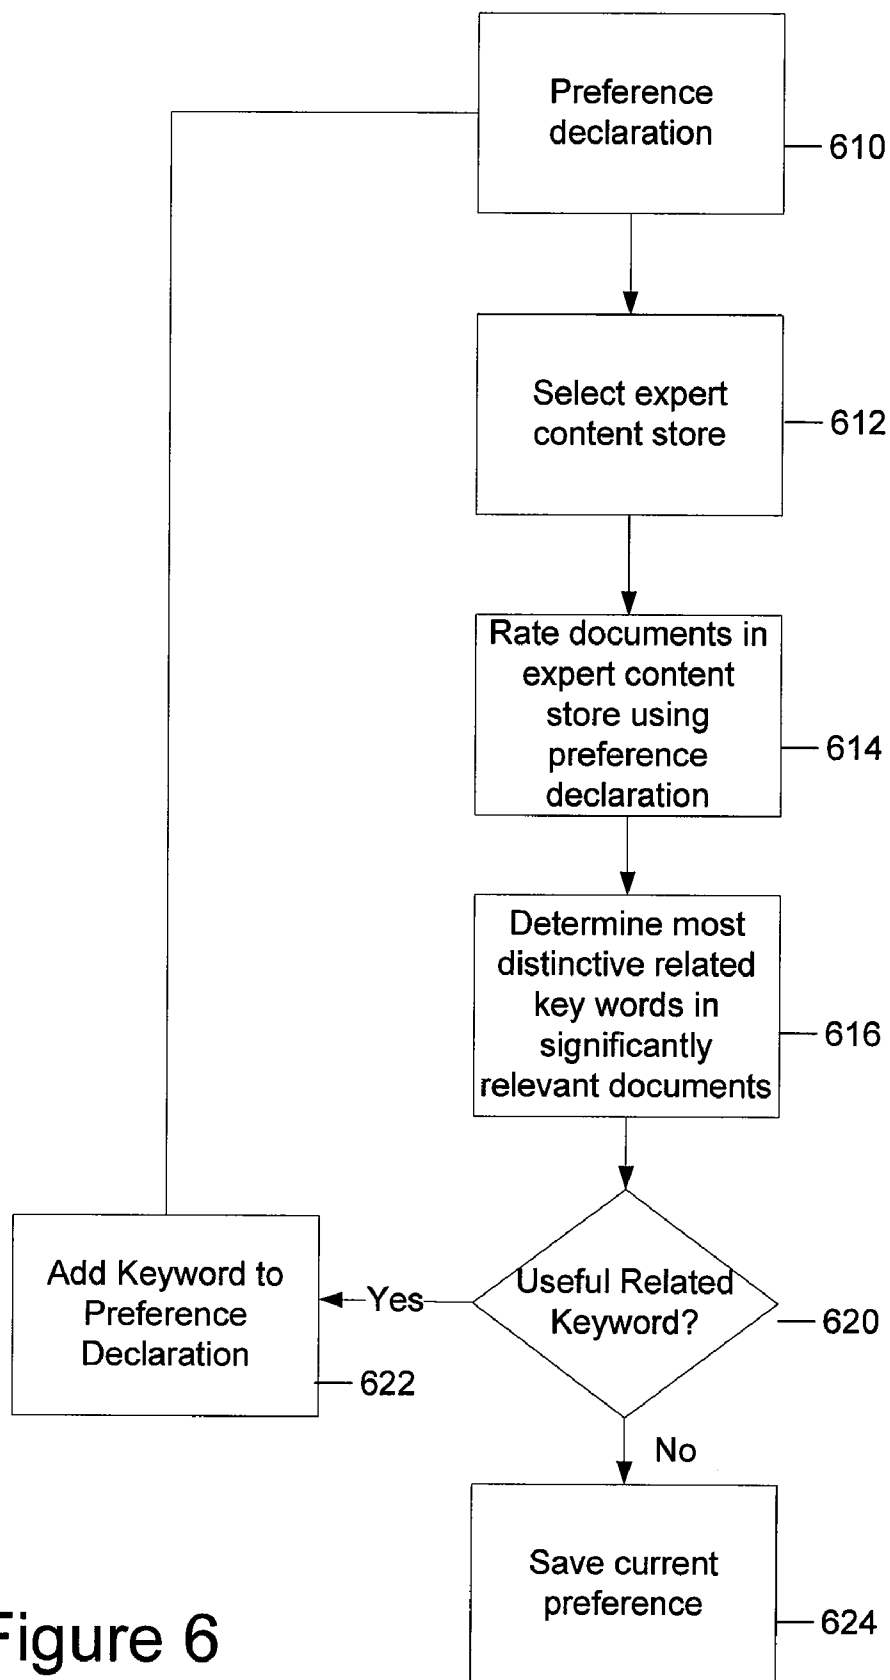 Preference
declaration
610
Select expert
content store
612
Rate documents in
expert content
store using
preference
declaration
614
Determine most
distinctive related
key words in
significantly
relevant documents
616
Useful Related
Keyword?
620
Yes
Add Keyword to
Preference
Declaration
622
No
Save current
preference
624
Figure 6